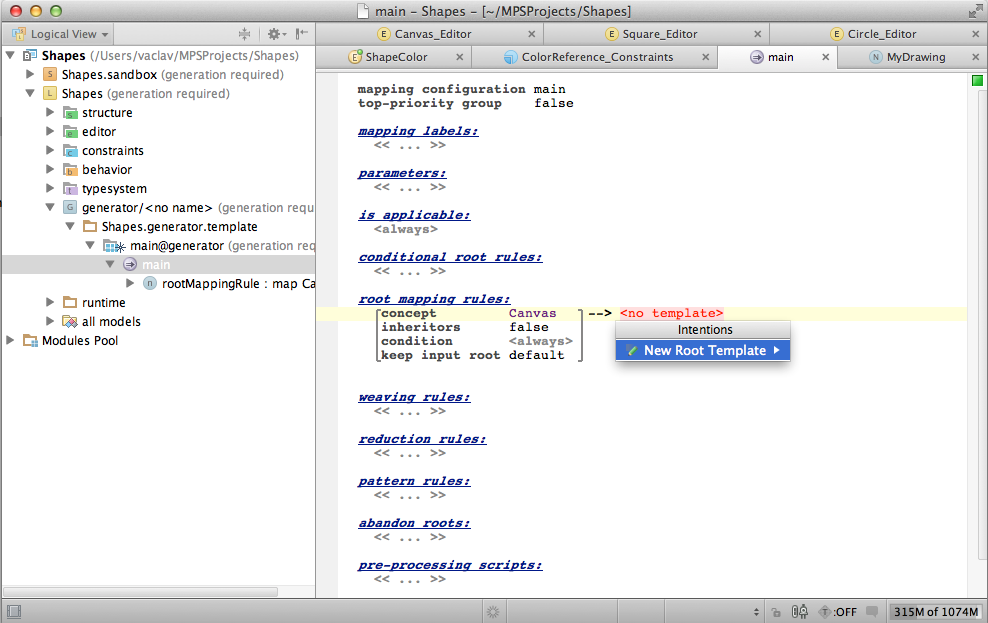 main – Shapes – [~/MPSProjects/Shapes]
Logical View
Canvas_Editor
Square_Editor
Circle_Editor
ShapeColor
ColorReference_Constraints
main
MyDrawing
Shapes (/Users/vaclav/MPSProjects/Shapes)
Shapes.sandbox (generation required)
Shapes (generation required)
structure
editor
constraints
behavior
typesystem
generator/<no name> (generation requ
Shapes.generator.template
main@generator (generation req
main
rootMappingRule : map Ca
runtime
all models
Modules Pool
mapping configuration main
top-priority group false
mapping labels:
<< ... >>
parameters:
<< ... >>
is applicable:
<always>
conditional root rules:
<< ... >>
root mapping rules:
concept Canvas --> <no template>
inheritors false
condition <always>
keep input root default
Intentions
New Root Template
weaving rules:
<< ... >>
reduction rules:
<< ... >>
pattern rules:
<< ... >>
abandon roots:
<< ... >>
pre-processing scripts:
<< ... >>
T:OFF
315M of 1074M